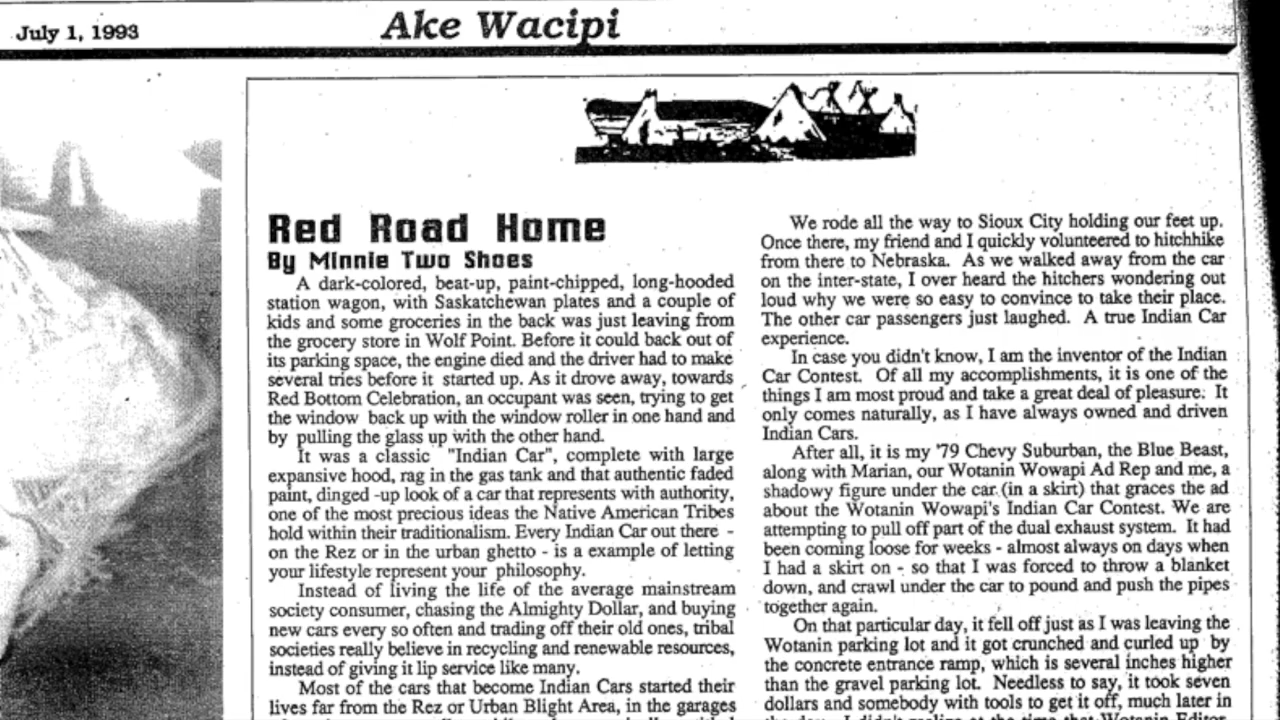 July 1, 1993
Ake Wacipi
Red Road Home
By Minnie Two Shoes
A dark-colored, beat-up, paint-chipped, long-hooded
station wagon, with Saskatchewan plates and a couple of
kids and some groceries in the back was just leaving from
the grocery store in Wolf Point. Before it could back out of
its parking space, the engine died and the driver had to make
several tries before it started up. As it drove away, towards
Red Bottom Celebration, an occupant was seen, trying to get
the window back up with the window roller in one hand and
by pulling the glass up with the other hand.
It was a classic "Indian Car", complete with large
expansive hood, rag in the gas tank and that authentic faded
paint, dinged -up look of a car that represents with authority,
one of the most precious ideas the Native American Tribes
hold within their traditionalism. Every Indian Car out there -
on the Rez or in the urban ghetto - is a example of letting
your lifestyle represent your philosophy.
Instead of living the life of the average mainstream
society consumer, chasing the Almighty Dollar, and buying
new cars every so often and trading off their old ones, tribal
societies really believe in recycling and renewable resources,
instead of giving it lip service like many.
Most of the cars that become Indian Cars started their
lives far from the Rez or Urban Blight Area, in the garages
We rode all the way to Sioux City holding our feet up.
Once there, my friend and I quickly volunteered to hitchhike
from there to Nebraska. As we walked away from the car
on the inter-state, I over heard the hitchers wondering out
loud why we were so easy to convince to take their place.
The other car passengers just laughed. A true Indian Car
experience.
In case you didn't know, I am the inventor of the Indian
Car Contest. Of all my accomplishments, it is one of the
things I am most proud and take a great deal of pleasure: It
only comes naturally, as I have always owned and driven
Indian Cars.
After all, it is my '79 Chevy Suburban, the Blue Beast,
along with Marian, our Wotanin Wowapi Ad Rep and me, a
shadowy figure under the car (in a skirt) that graces the ad
about the Wotanin Wowapi's Indian Car Contest. We are
attempting to pull off part of the dual exhaust system. It had
been coming loose for weeks - almost always on days when
I had a skirt on - so that I was forced to throw a blanket
down, and crawl under the car to pound and push the pipes
together again.
On that particular day, it fell off just as I was leaving the
Wotanin parking lot and it got crunched and curled up by
the concrete entrance ramp, which is several inches higher
than the gravel parking lot. Needless to say, it took seven
dollars and somebody with tools to get it off, much later in
the day. I didn't realize at the time that Wotanin Editor